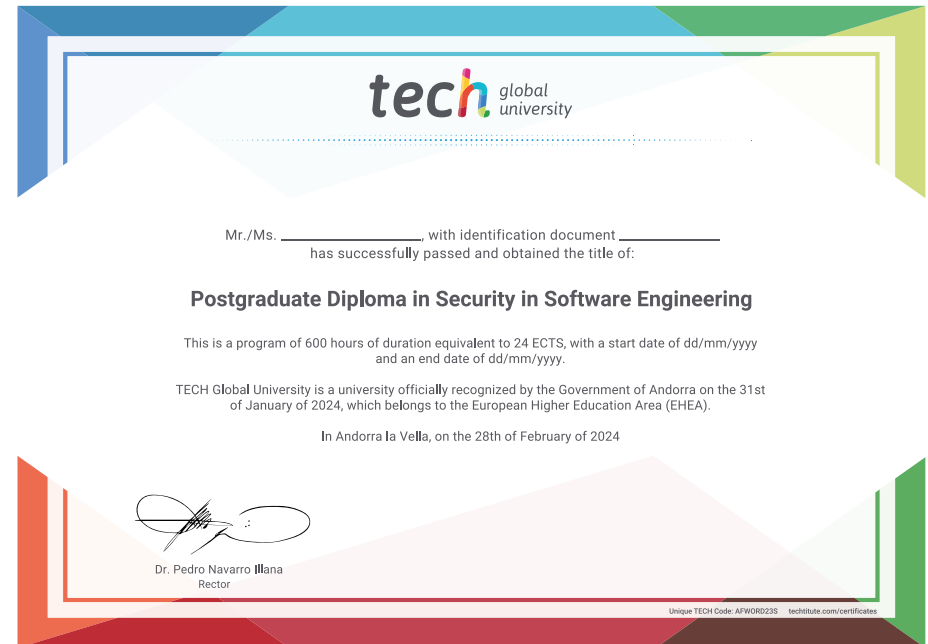 tech global university
Mr./Ms. ____________, with identification document ____________
has successfully passed and obtained the title of:
Postgraduate Diploma in Security in Software Engineering
This is a program of 600 hours of duration equivalent to 24 ECTS, with a start date of dd/mm/yyyy
and an end date of dd/mm/yyyy.
TECH Global University is a university officially recognized by the Government of Andorra on the 31st
of January of 2024, which belongs to the European Higher Education Area (EHEA).
In Andorra la Vella, on the 28th of February of 2024
Dr. Pedro Navarro Illana
Rector
Unique TECH Code: AFWORD23S techtitute.com/certificates